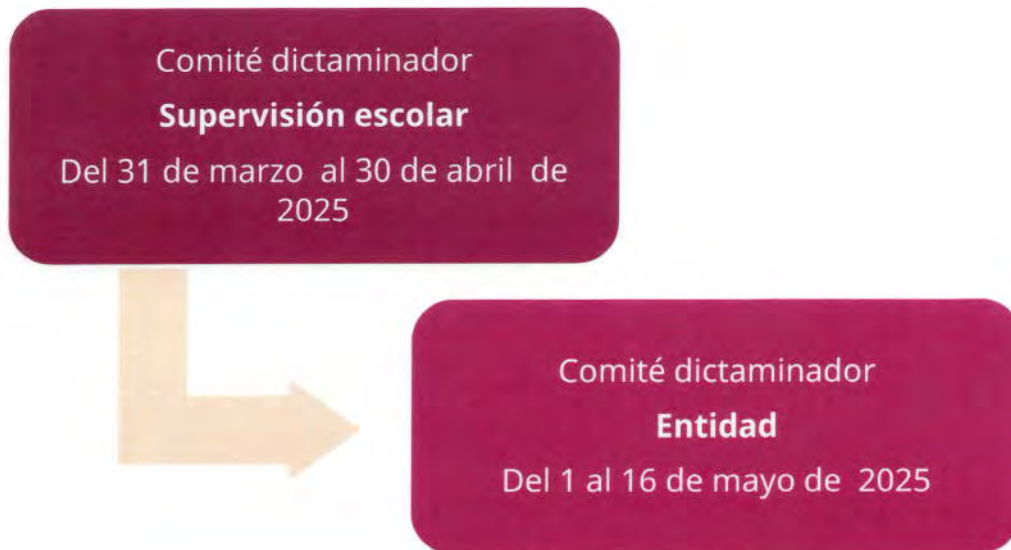 Comité dictaminador
Supervisión escolar
Del 31 de marzo al 30 de abril de
2025
Comité dictaminador
Entidad
Del 1 al 16 de mayo de 2025